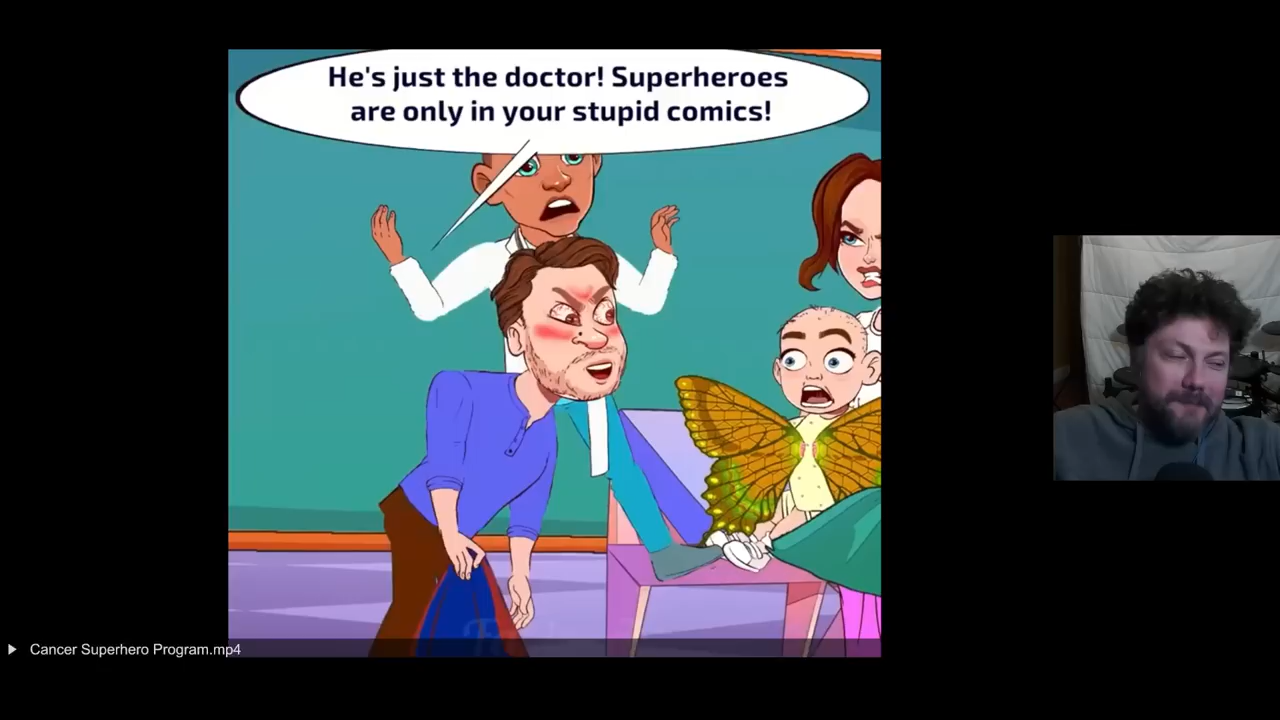 He's just the doctor! Superheroes
are only in your stupid comics!
Cancer Superhero Program.mp4